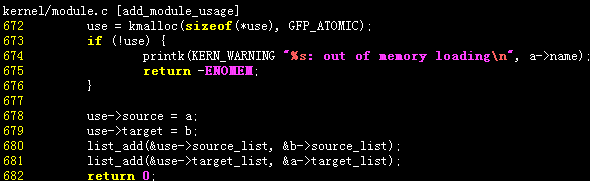 kernel/module.c [add_module_usage]
672 use = kmalloc(sizeof(*use), GFP_ATOMIC);
673 if (!use) {
674 printk(KERN_WARNING "%s: out of memory loading\n", a->name);
675 return -ENOMEM;
676 }
677
678 use->source = a;
679 use->target = b;
680 list_add(&use->source_list, &b->source_list);
681 list_add(&use->target_list, &a->target_list);
682 return 0;